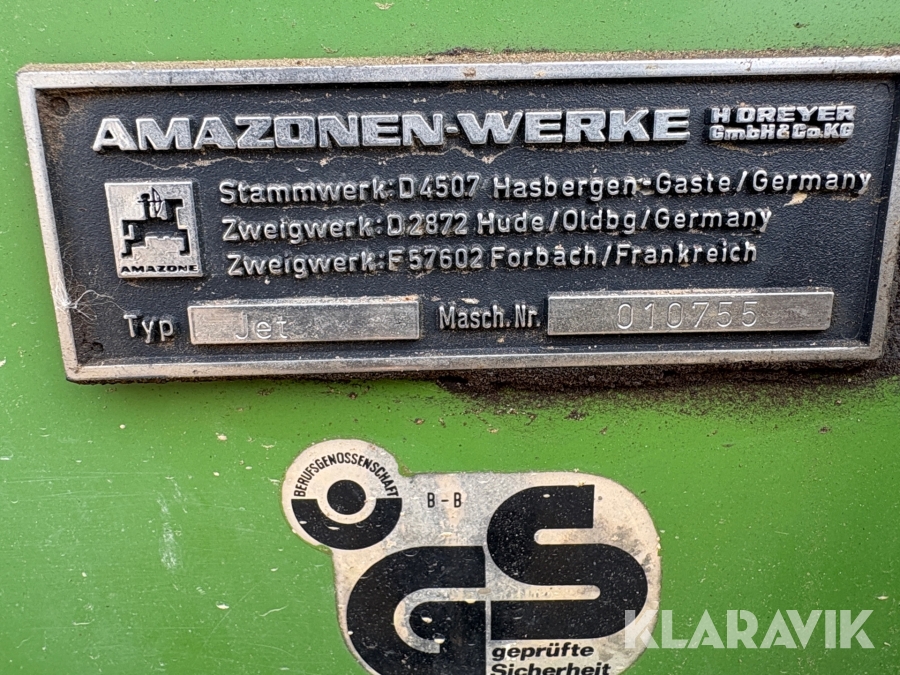 AMAZONEN-WERKE H DREYER GmbH & Co. KG
Stammwerk: D 4507 Hasbergen-Gaste/Germany
Zweigwerk: D 2872 Hude/Oldbg/Germany
Zweigwerk: F 57602 Forbach/Frankreich
AMAZONE
Typ Jet Masch. Nr. 010755
BERUFSGENOSSENSCHAFT
B-B
GS
geprüfte
Sicherheit
KLARAVIK